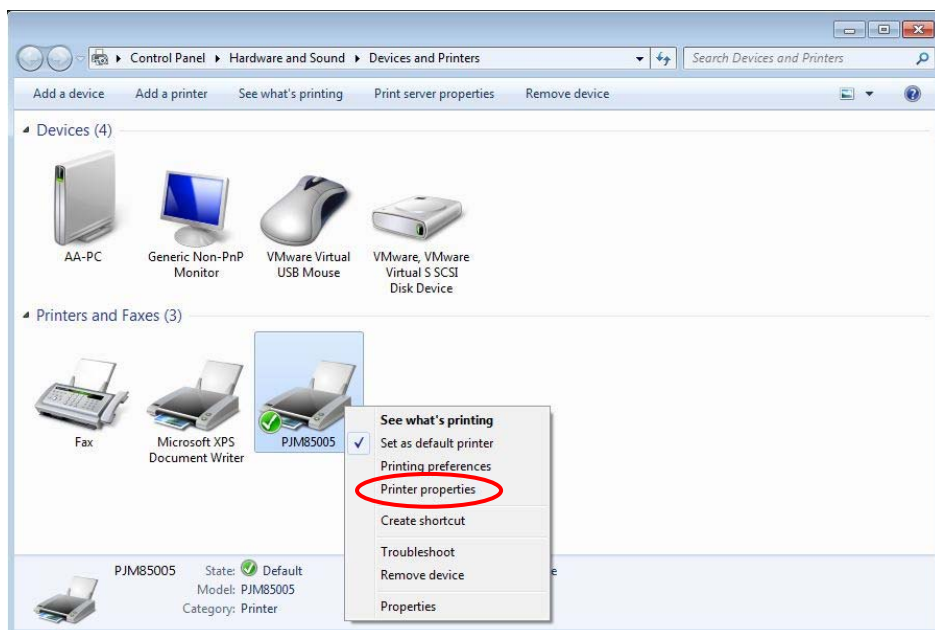 Control Panel ▸ Hardware and Sound ▸ Devices and Printers
Search Devices and Printers
Add a device Add a printer See what's printing Print server properties Remove device
Devices (4)
AA-PC
Generic Non-PnP
Monitor
VMware Virtual
USB Mouse
VMware, VMware
Virtual S SCSI
Disk Device
Printers and Faxes (3)
Fax
Microsoft XPS
Document Writer
PJM85005
See what's printing
Set as default printer
Printing preferences
Printer properties
Create shortcut
Troubleshoot
Remove device
Properties
PJM85005 State: Default
Model: PJM85005
Category: Printer